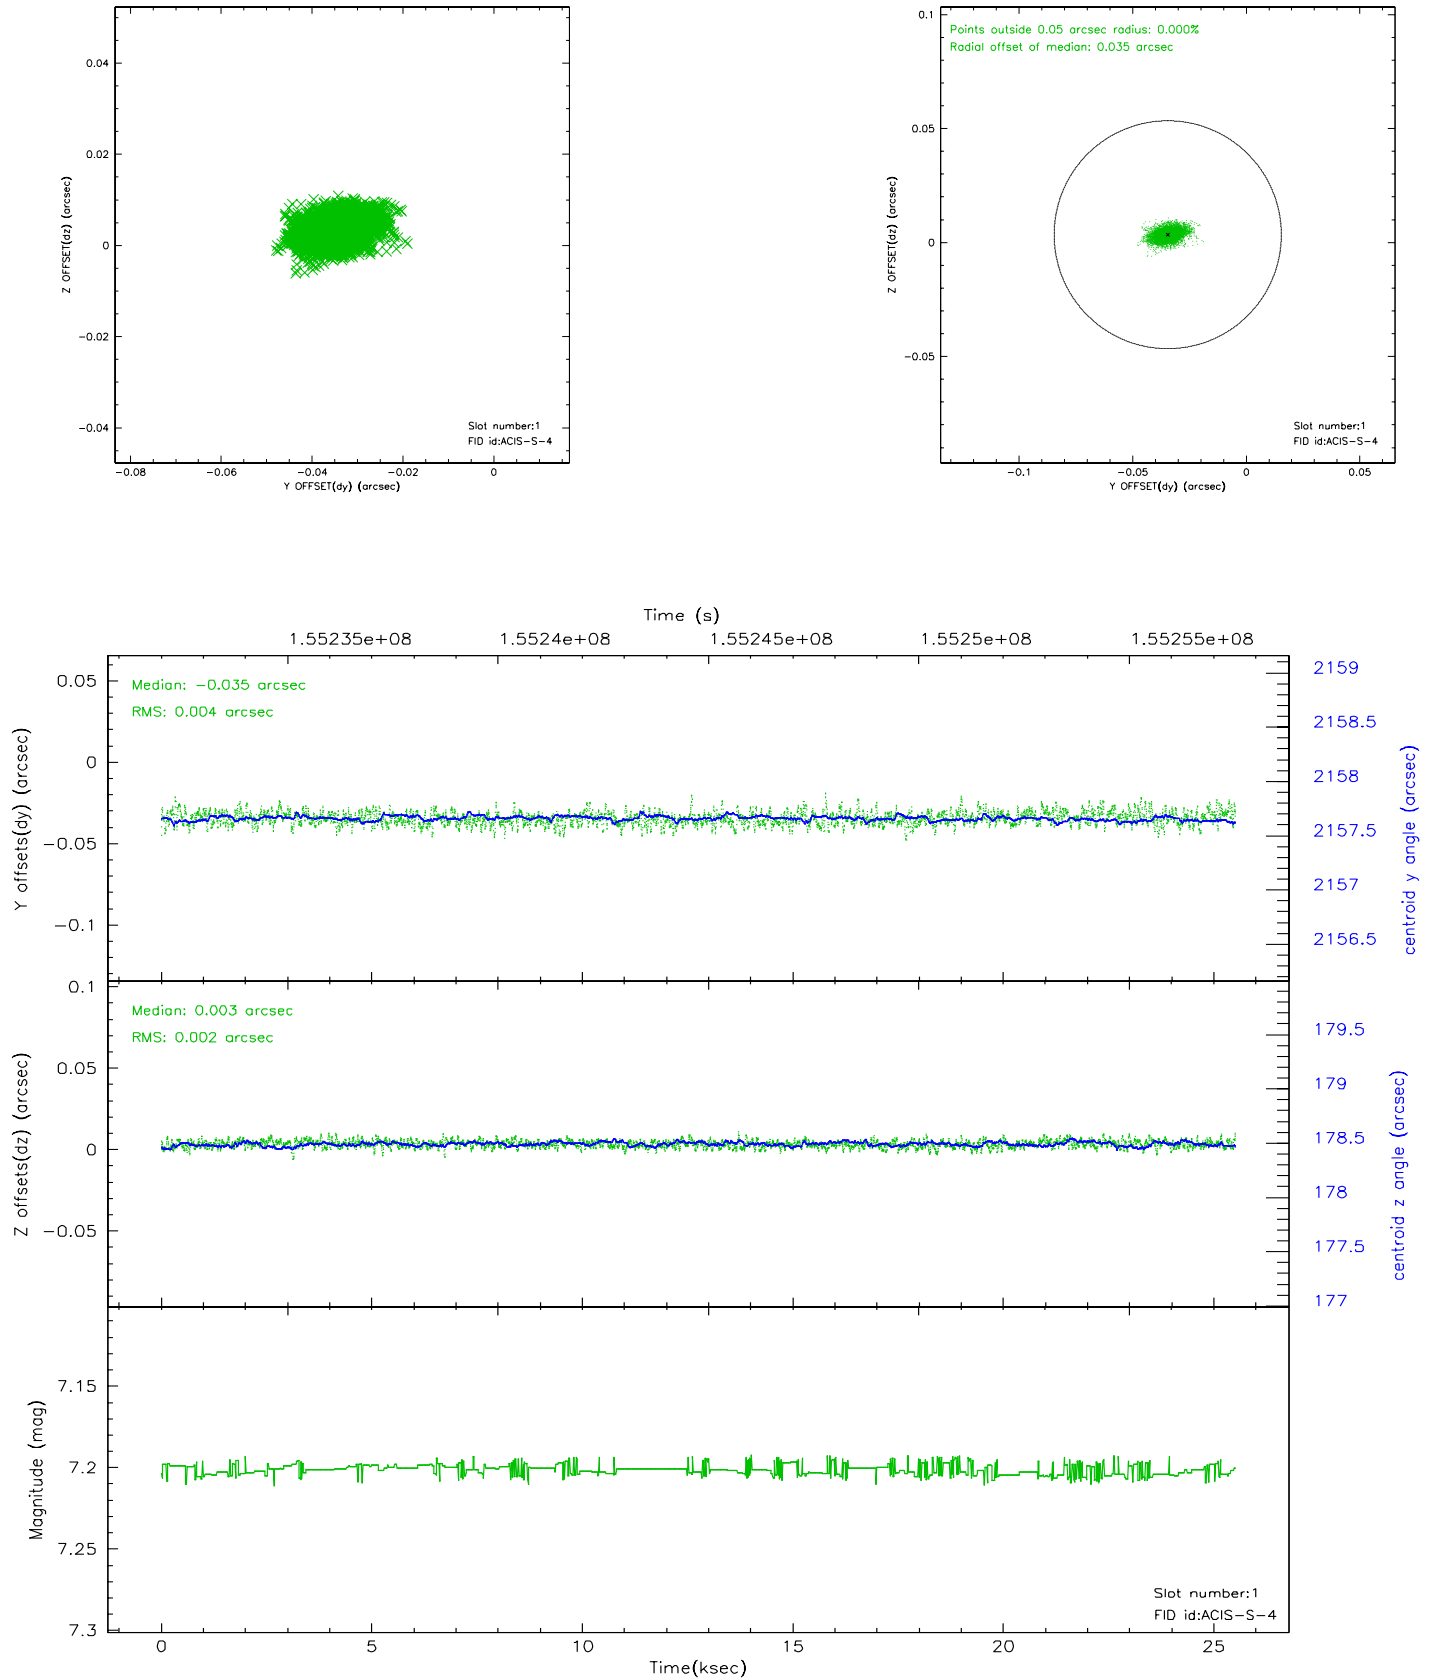 0.04
0.02
0
−0.02
−0.04
Z OFFSET(dz) (arcsec)
Slot number:1
FID id:ACIS−S−4
−0.08 −0.06 −0.04 −0.02 0
Y OFFSET(dy) (arcsec)
0.1
0.05
0
−0.05
Z OFFSET(dz) (arcsec)
Points outside 0.05 arcsec radius: 0.000%
Radial offset of median: 0.035 arcsec
Slot number:1
FID id:ACIS−S−4
−0.1 −0.05 0 0.05
Y OFFSET(dy) (arcsec)
Time (s)
1.55235e+08 1.5524e+08 1.55245e+08 1.5525e+08 1.55255e+08
0.05
0
−0.05
−0.1
Y offsets(dy) (arcsec)
Median: −0.035 arcsec
RMS: 0.004 arcsec
2159
2158.5
2158
2157.5
2157
2156.5
centroid y angle (arcsec)
0.1
0.05
0
−0.05
Z offsets(dz) (arcsec)
Median: 0.003 arcsec
RMS: 0.002 arcsec
179.5
179
178.5
178
177.5
177
centroid z angle (arcsec)
7.15
7.2
7.25
7.3
Magnitude (mag)
Slot number:1
FID id:ACIS−S−4
0 5 10 15 20 25
Time(ksec)